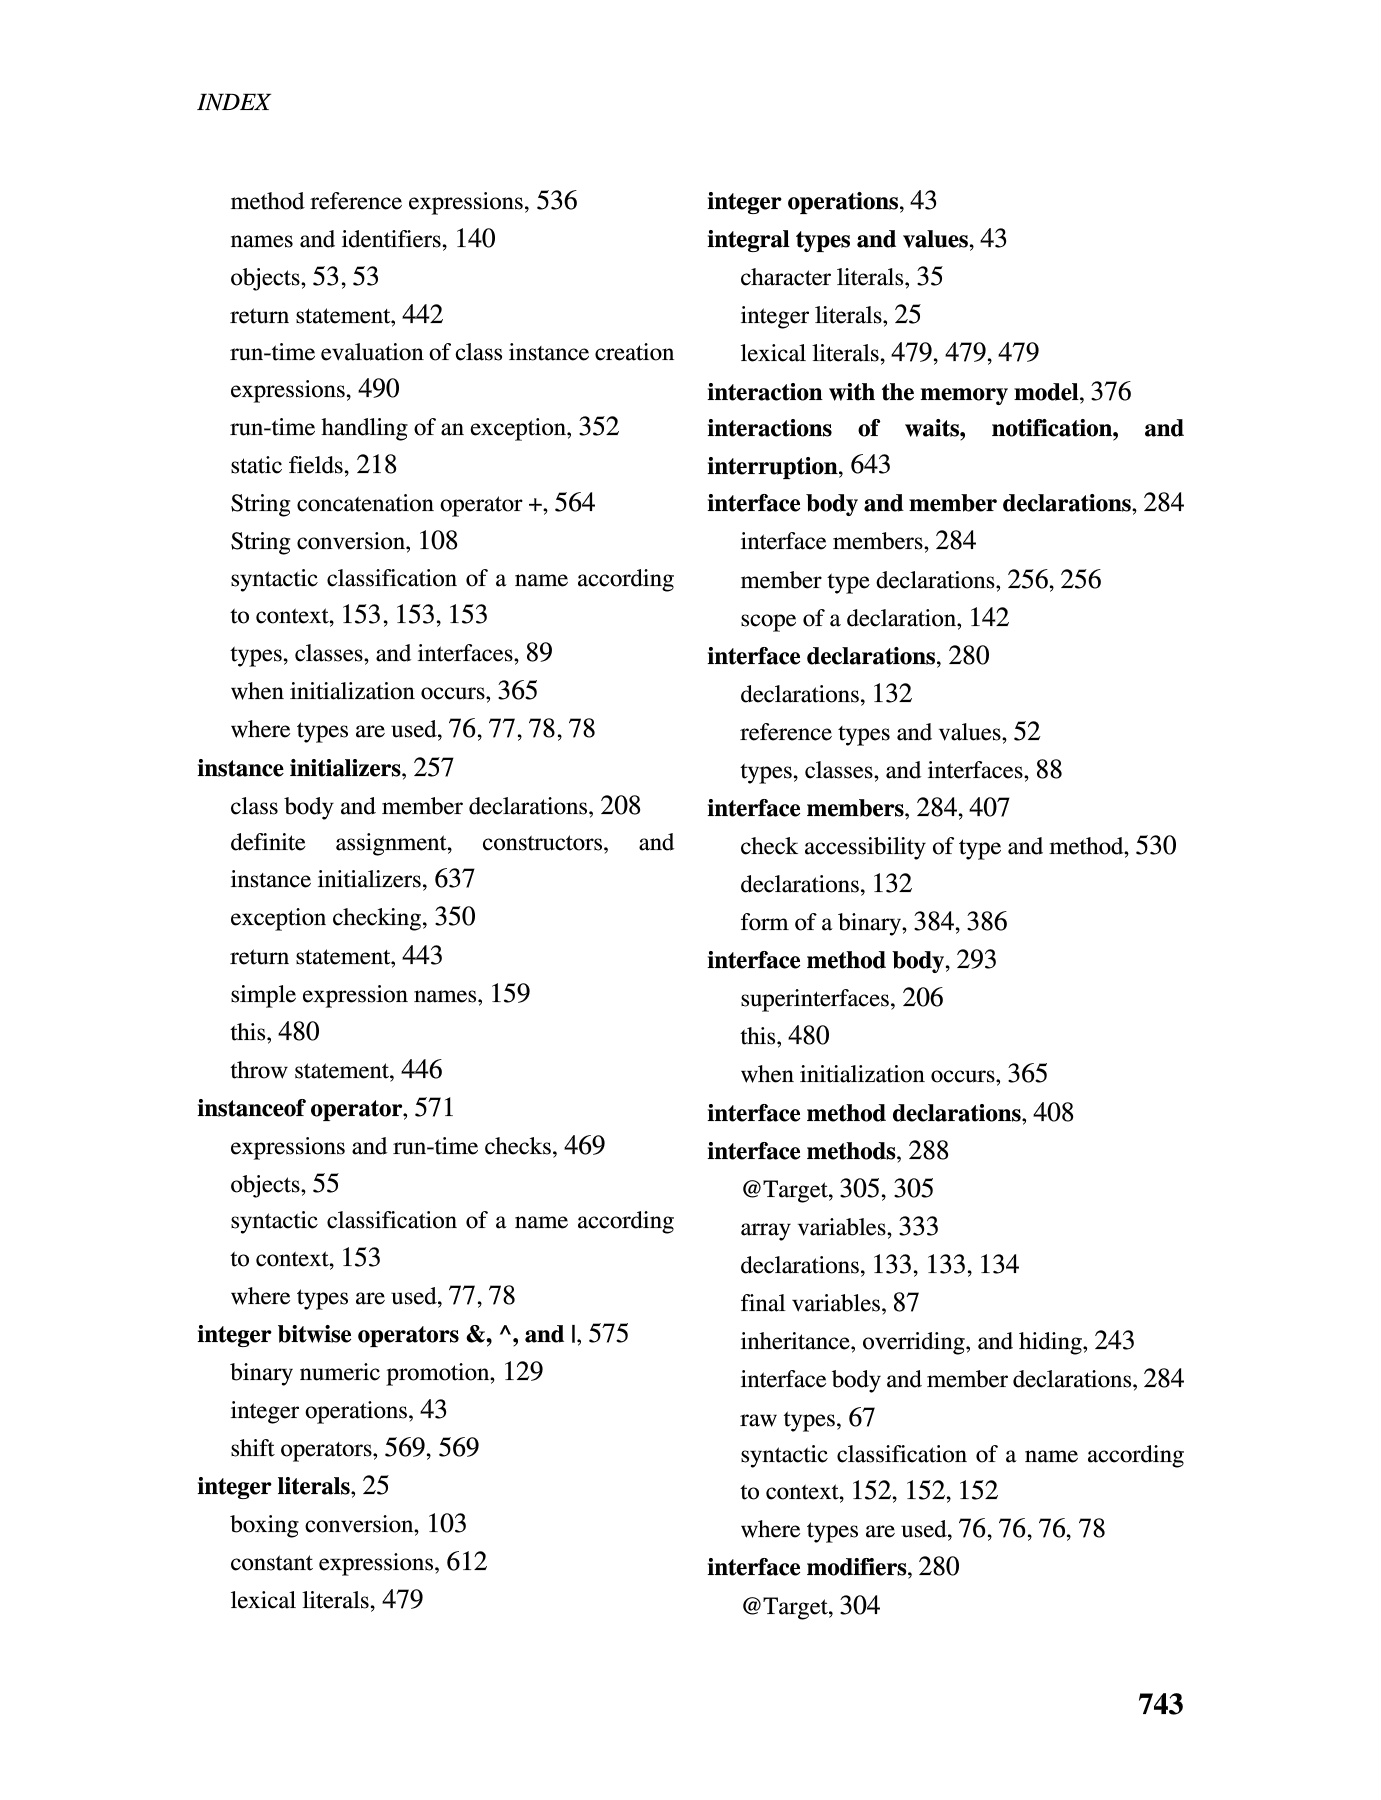 INDEX
method reference expressions, 536
names and identifiers, 140
objects, 53, 53
return statement, 442
run-time evaluation of class instance creation
expressions, 490
run-time handling of an exception, 352
static fields, 218
String concatenation operator +, 564
String conversion, 108
syntactic classification of a name according
to context, 153, 153, 153
types, classes, and interfaces, 89
when initialization occurs, 365
where types are used, 76, 77, 78, 78
instance initializers, 257
class body and member declarations, 208
definite assignment, constructors, and
instance initializers, 637
exception checking, 350
return statement, 443
simple expression names, 159
this, 480
throw statement, 446
instanceof operator, 571
expressions and run-time checks, 469
objects, 55
syntactic classification of a name according
to context, 153
where types are used, 77, 78
integer bitwise operators &, ^, and |, 575
binary numeric promotion, 129
integer operations, 43
shift operators, 569, 569
integer literals, 25
boxing conversion, 103
constant expressions, 612
lexical literals, 479
integer operations, 43
integral types and values, 43
character literals, 35
integer literals, 25
lexical literals, 479, 479, 479
interaction with the memory model, 376
interactions of waits, notification, and
interruption, 643
interface body and member declarations, 284
interface members, 284
member type declarations, 256, 256
scope of a declaration, 142
interface declarations, 280
declarations, 132
reference types and values, 52
types, classes, and interfaces, 88
interface members, 284, 407
check accessibility of type and method, 530
declarations, 132
form of a binary, 384, 386
interface method body, 293
superinterfaces, 206
this, 480
when initialization occurs, 365
interface method declarations, 408
interface methods, 288
@Target, 305, 305
array variables, 333
declarations, 133, 133, 134
final variables, 87
inheritance, overriding, and hiding, 243
interface body and member declarations, 284
raw types, 67
syntactic classification of a name according
to context, 152, 152, 152
where types are used, 76, 76, 76, 78
interface modifiers, 280
@Target, 304
743